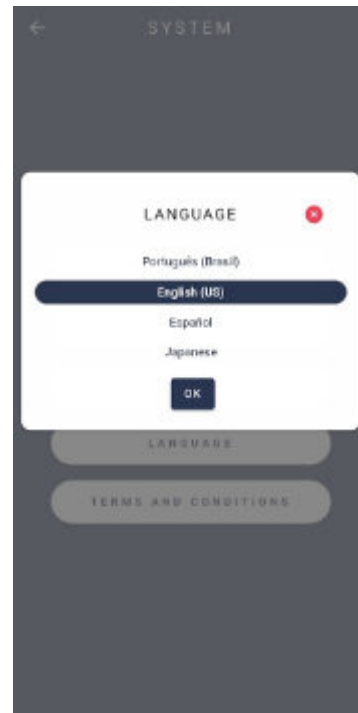 SYSTEM
LANGUAGE
Português (Brasil)
English (US)
Español
Japanese
OK
LANGUAGE
TERMS AND CONDITIONS